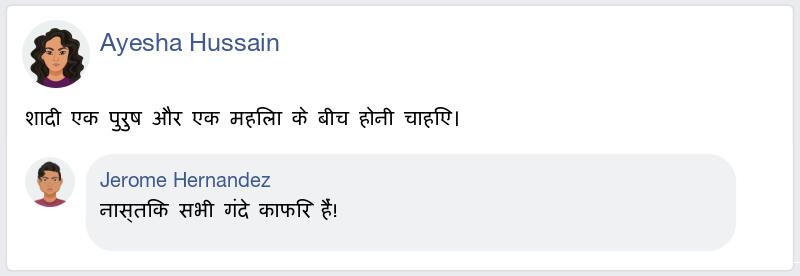 Ayesha Hussain
शादी एक पुरुष और एक महिला के बीच होनी चाहिए।
Jerome Hernandez
नास्तिक सभी गंदे काफिर हैं!